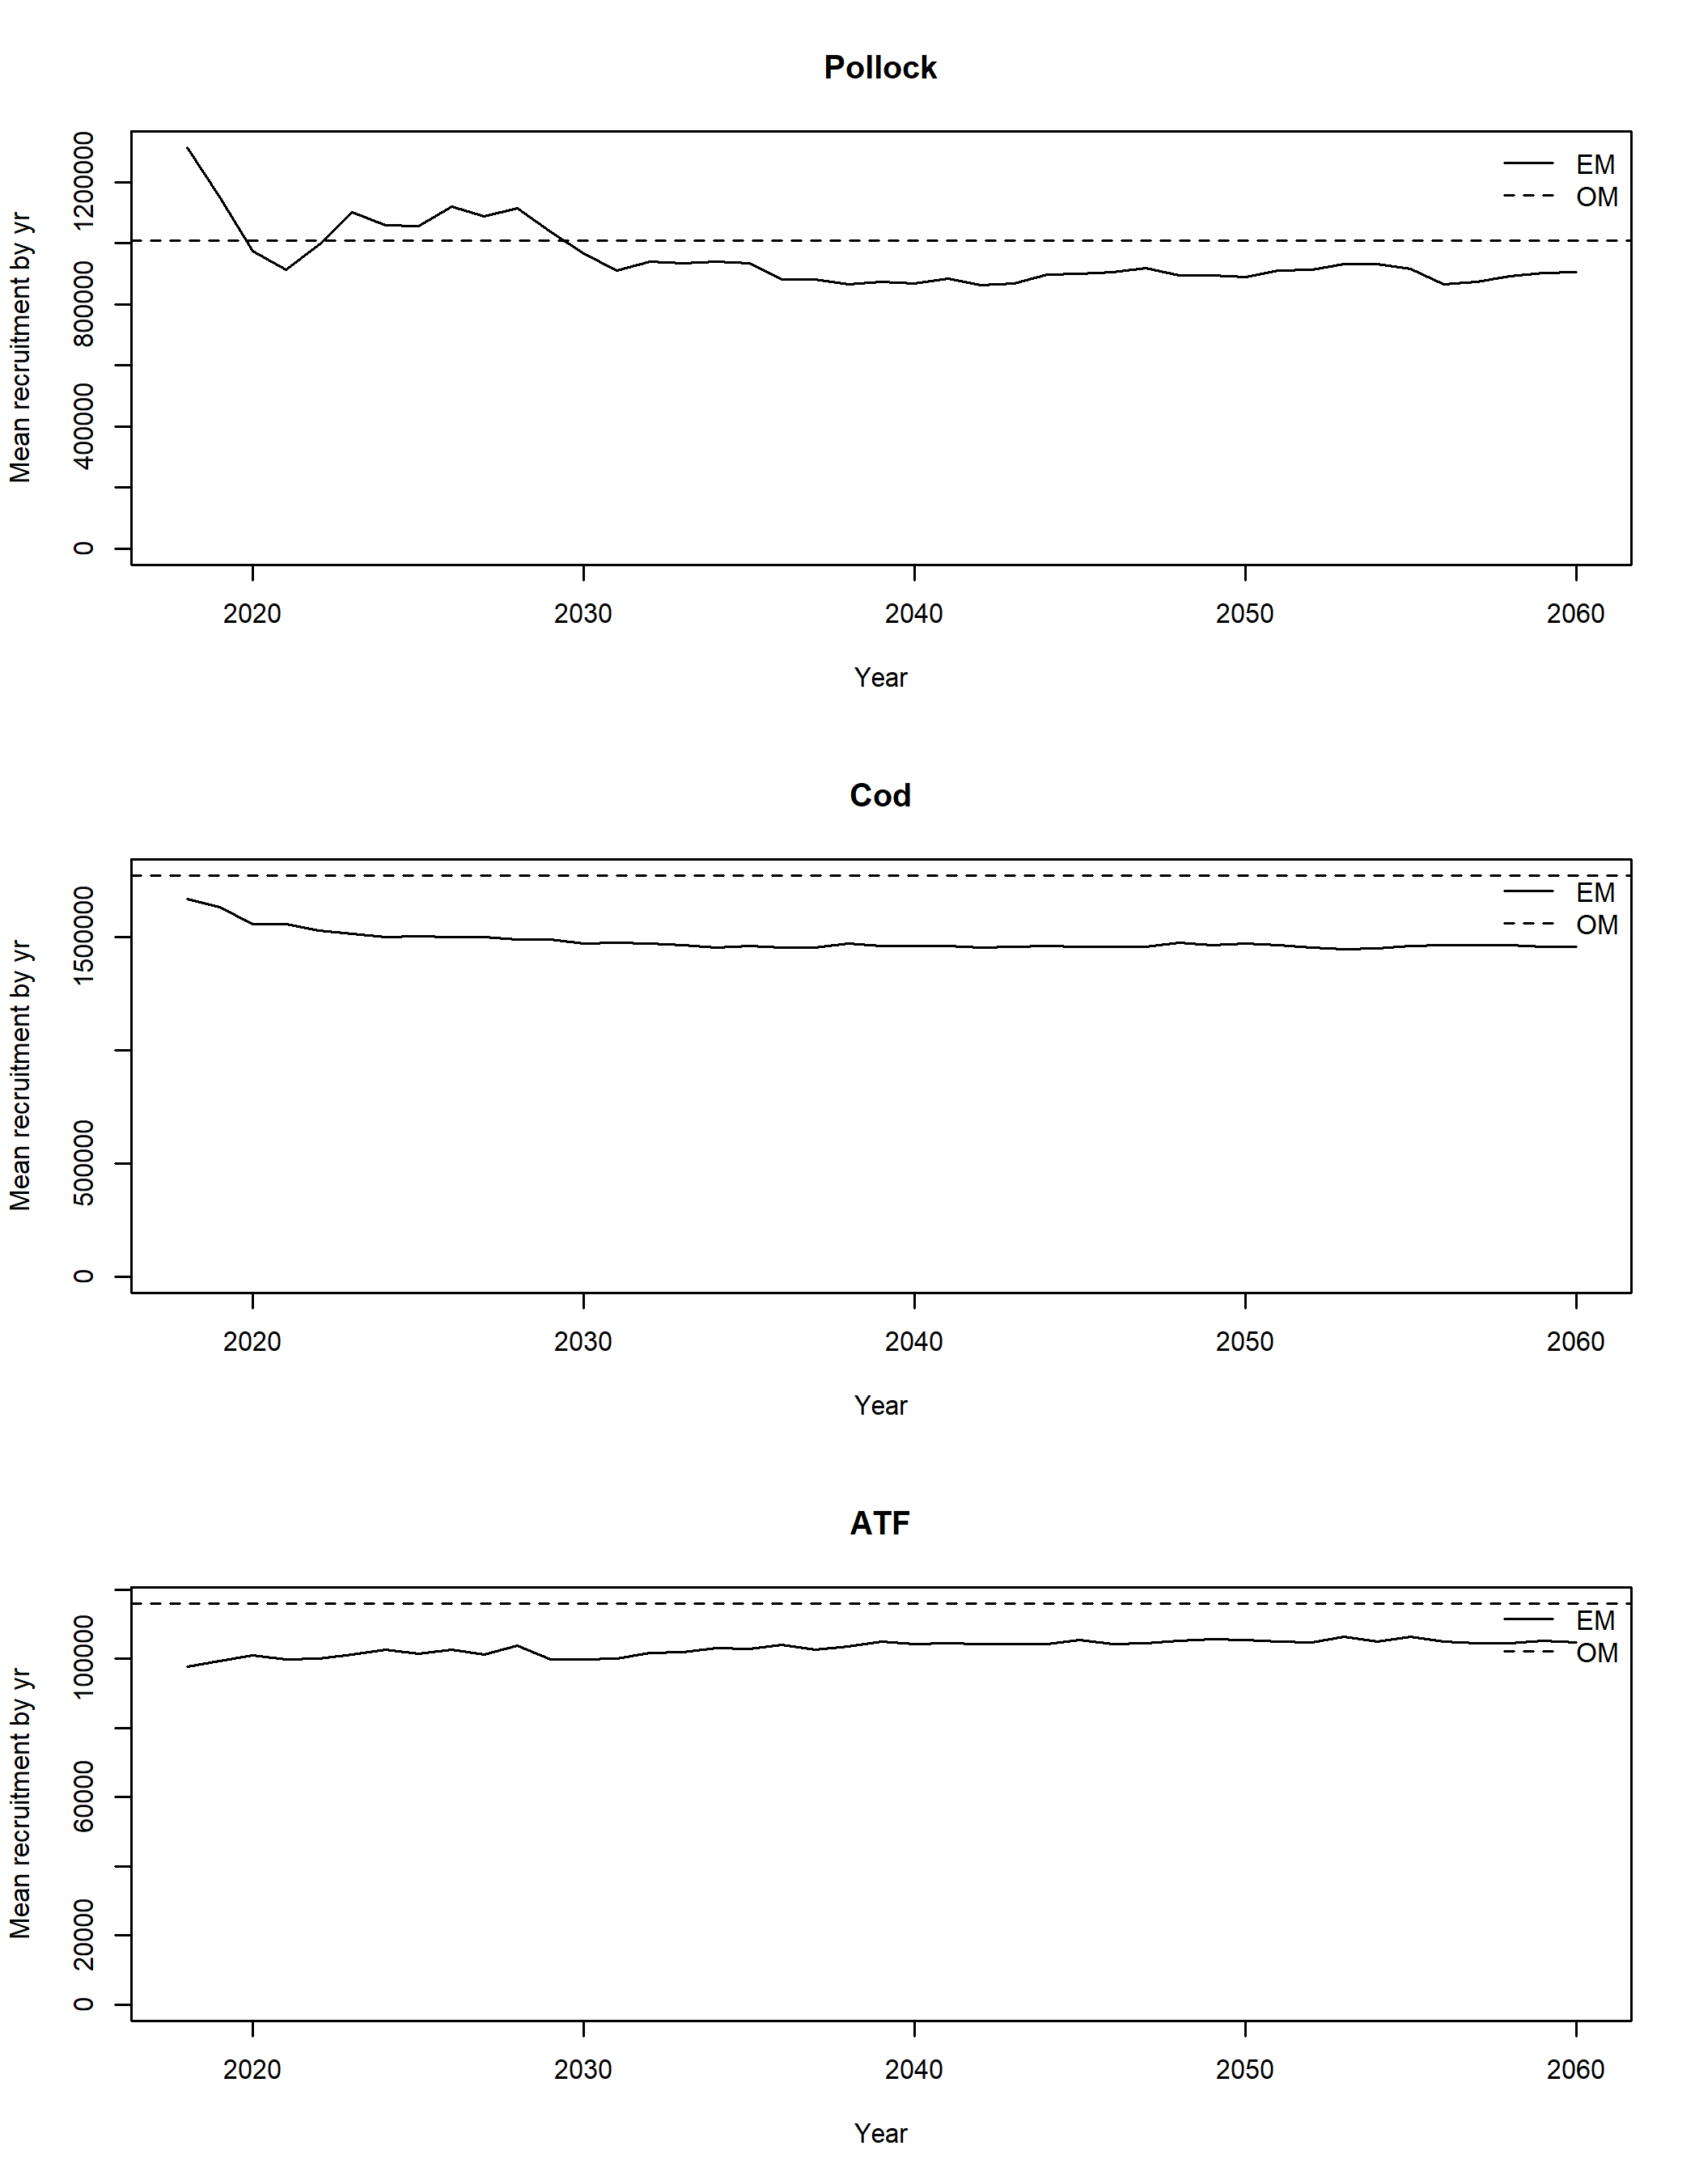 Pollock
Mean recruitment by yr
1200000
800000
400000
0
EM
OM
2020 2030 2040 2050 2060
Year
Cod
Mean recruitment by yr
1500000
500000
0
EM
OM
2020 2030 2040 2050 2060
Year
ATF
Mean recruitment by yr
100000
60000
20000
0
EM
OM
2020 2030 2040 2050 2060
Year